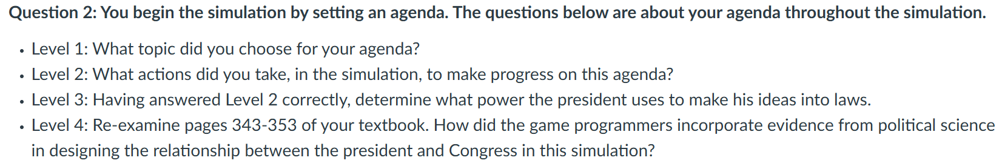 Question 2: You begin the simulation by setting an agenda. The questions below are about your agenda throughout the simulation.
• Level 1: What topic did you choose for your agenda?
• Level 2: What actions did you take, in the simulation, to make progress on this agenda?
• Level 3: Having answered Level 2 correctly, determine what power the president uses to make his ideas into laws.
• Level 4: Re-examine pages 343-353 of your textbook. How did the game programmers incorporate evidence from political science
in designing the relationship between the president and Congress in this simulation?